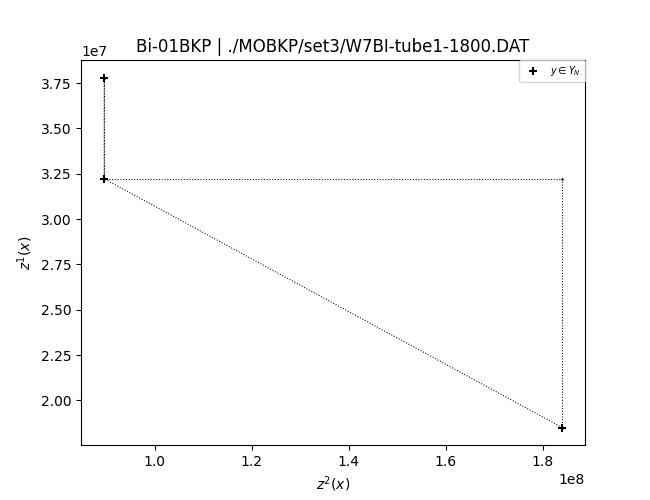 Bi-01BKP | ./MOBKP/set3/W7BI-tube1-1800.DAT
1e7
y ∈ Y_N
3.75
3.50
3.25
3.00
2.75
2.50
2.25
2.00
z¹(x)
1.0 1.2 1.4 1.6 1.8
1e8
z²(x)